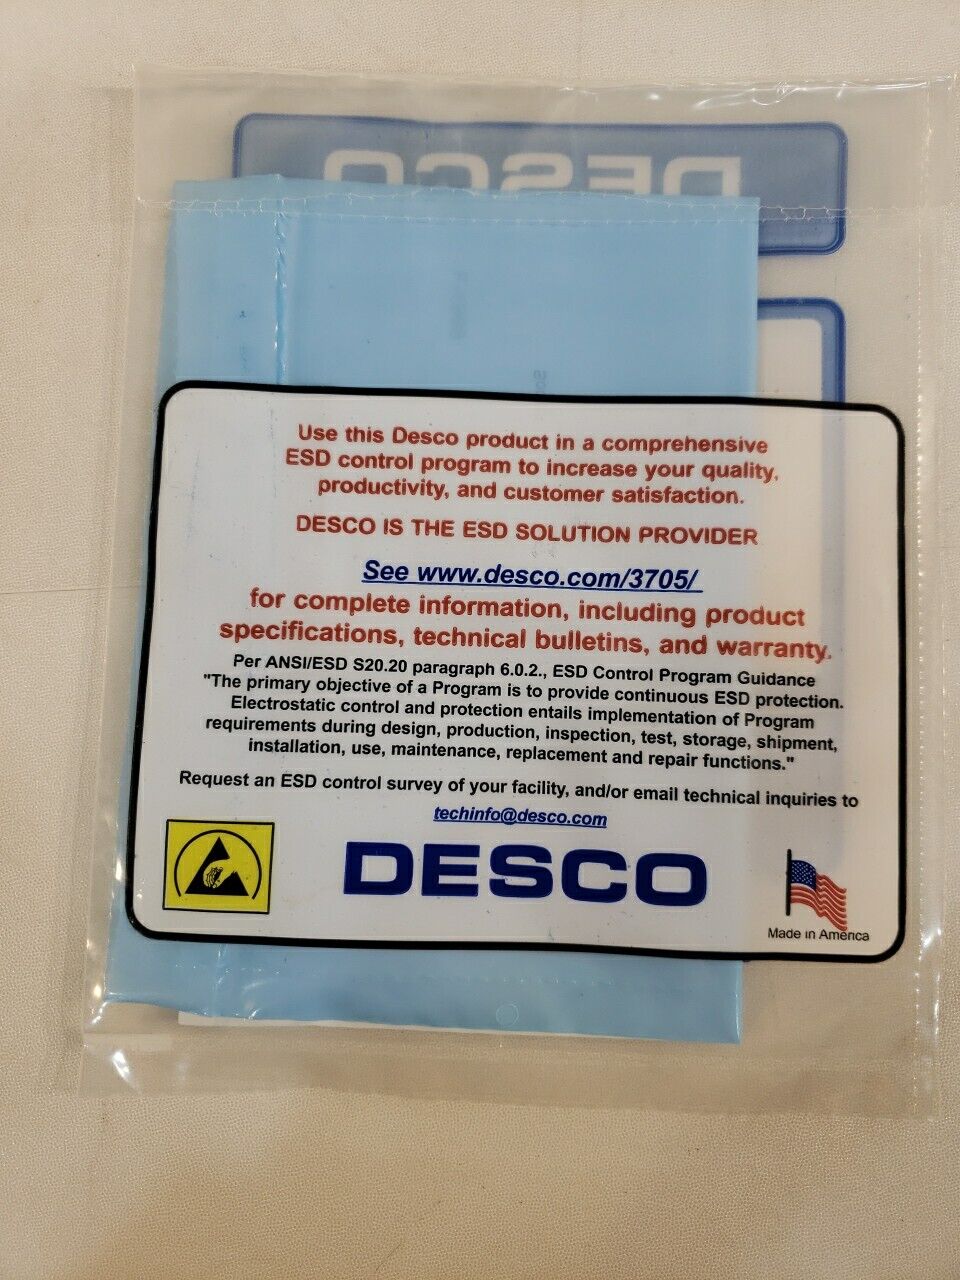 DESCO
Use this Desco product in a comprehensive
ESD control program to increase your quality,
productivity, and customer satisfaction.
DESCO IS THE ESD SOLUTION PROVIDER
See www.desco.com/3705/
for complete information, including product
specifications, technical bulletins, and warranty.
Per ANSI/ESD S20.20 paragraph 6.0.2., ESD Control Program Guidance
"The primary objective of a Program is to provide continuous ESD protection.
Electrostatic control and protection entails implementation of Program
requirements during design, production, inspection, test, storage, shipment,
installation, use, maintenance, replacement and repair functions."
Request an ESD control survey of your facility, and/or email technical inquiries to
techinfo@desco.com
DESCO
Made in America